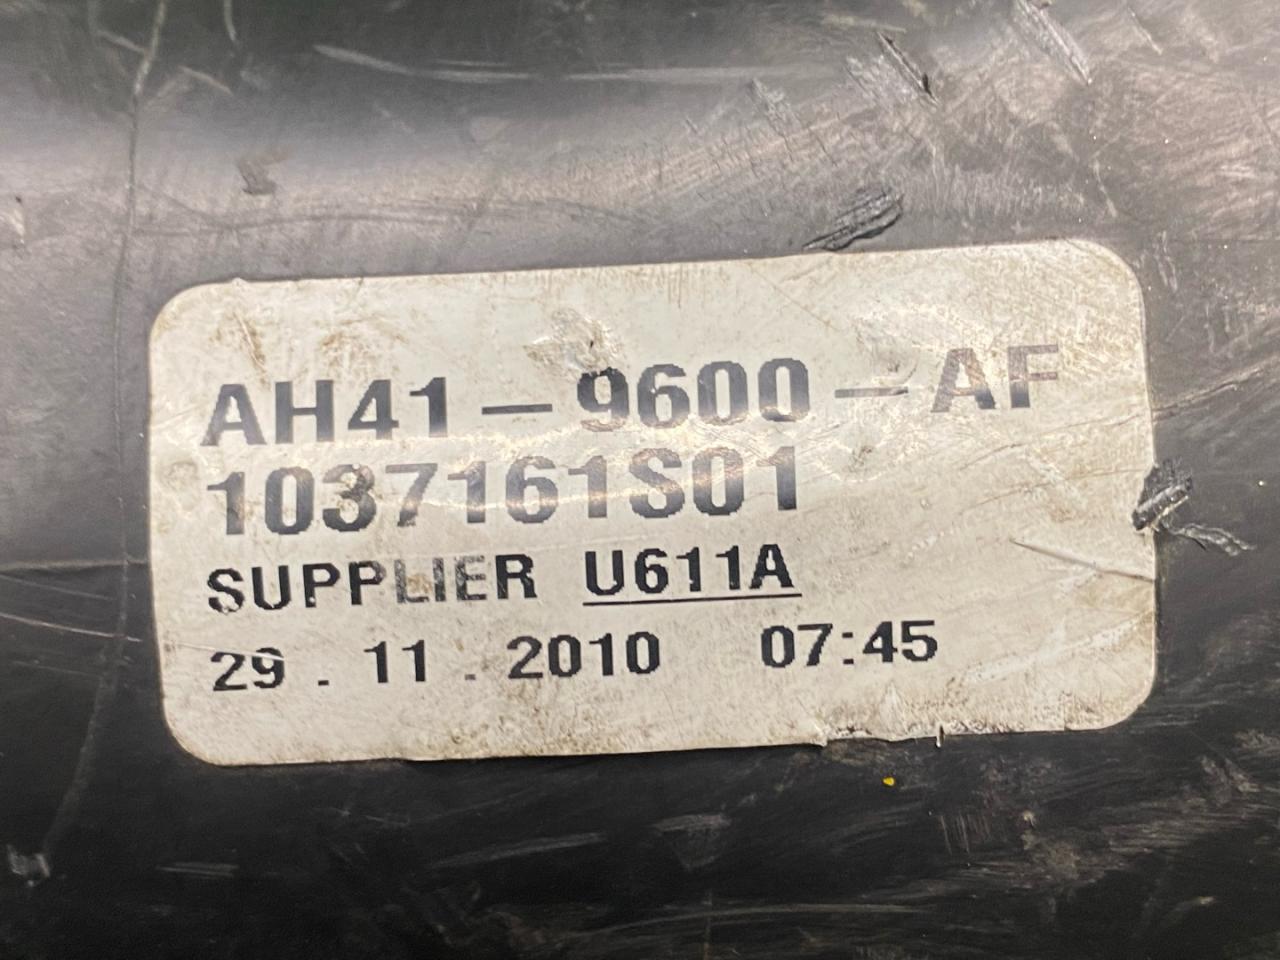 AH41-9600-AF
1037161S01
SUPPLIER U611A
29.11.2010 07:45